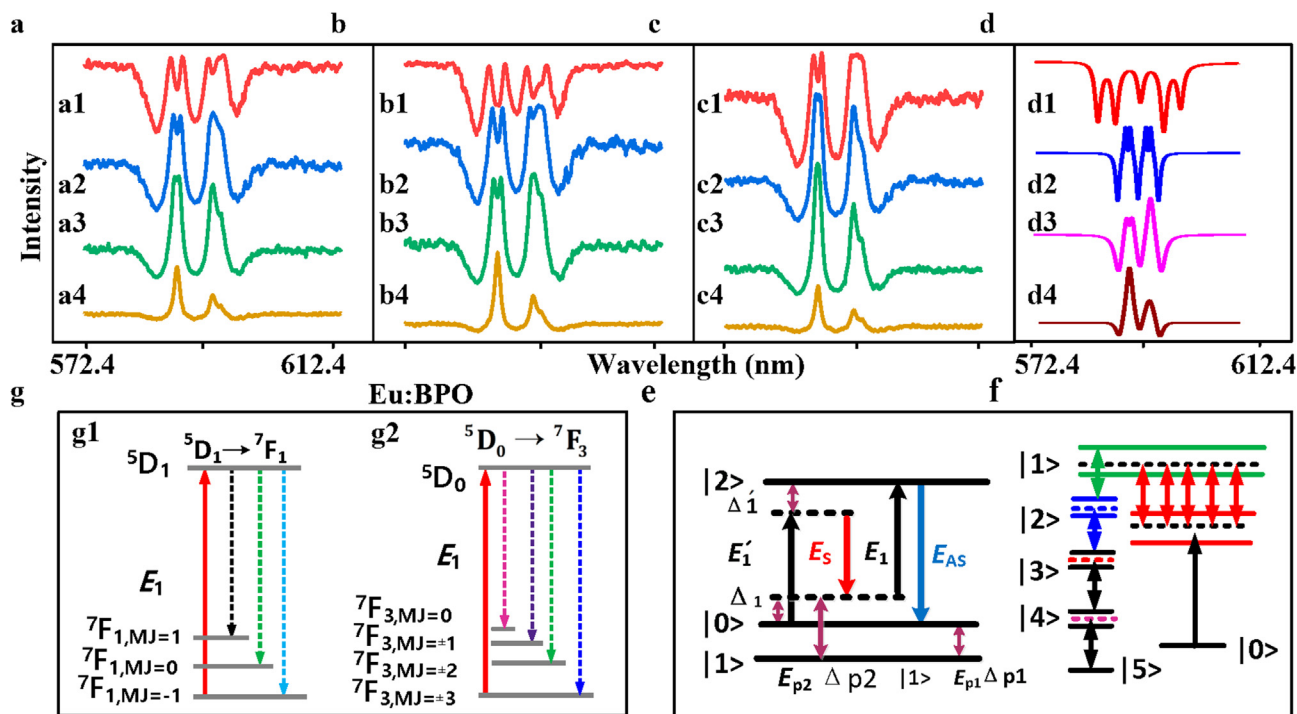 a
b
c
d
Intensity
a1
a2
a3
a4
b1
b2
b3
b4
c1
c2
c3
c4
d1
d2
d3
d4
572.4
612.4
Wavelength (nm)
572.4
612.4
g
Eu:BPO
e
f
g1
⁵D₁→⁷F₁
⁵D₁
E₁
⁷F₁,MJ=1
⁷F₁,MJ=0
⁷F₁,MJ=-1
g2
⁵D₀ → ⁷F₃
⁵D₀
E₁
⁷F₃,MJ=0
⁷F₃,MJ=±1
⁷F₃,MJ=±2
⁷F₃,MJ=±3
|2>
Δ´1
E´₁
E_S
E₁
E_AS
Δ₁
|0>
|1>
E_p2 Δ p2
|1>
E_p1 Δ p1
|1>
|2>
|3>
|4>
|5>
|0>